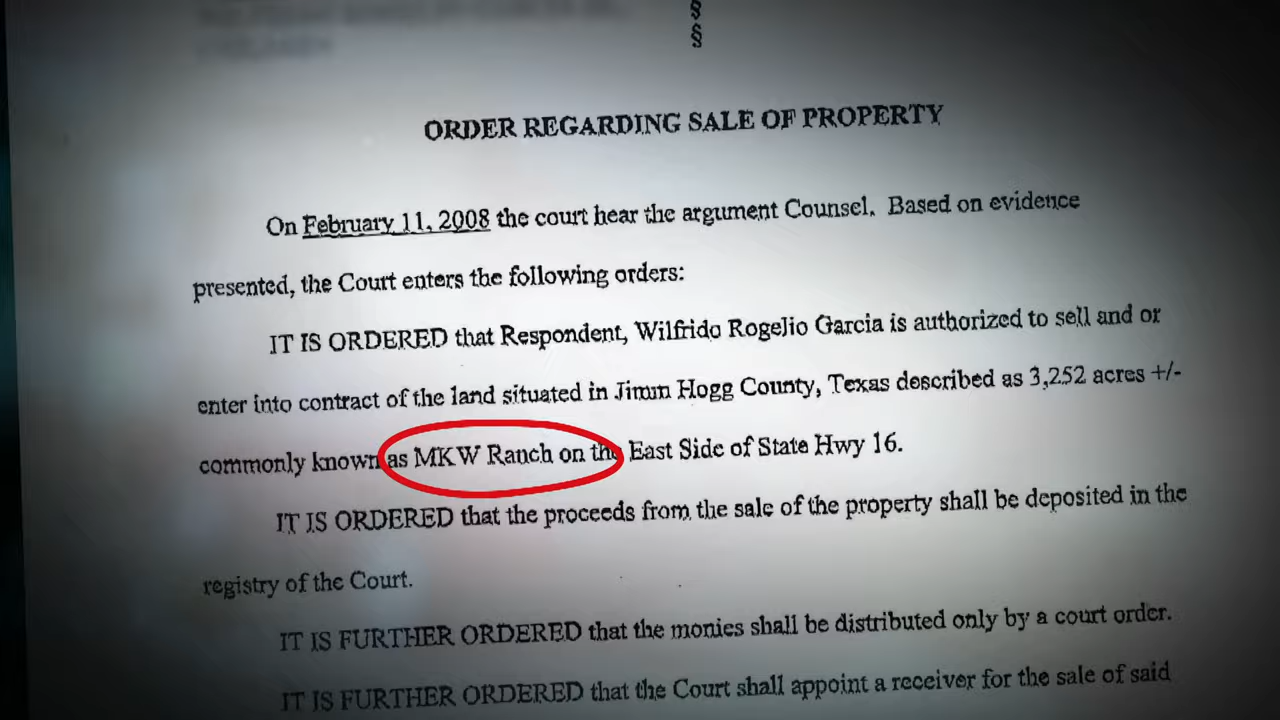 §
§
ORDER REGARDING SALE OF PROPERTY
On February 11, 2008 the court hear the argument Counsel. Based on evidence
presented, the Court enters the following orders:
IT IS ORDERED that Respondent, Wilfrido Rogelio Garcia is authorized to sell and or
enter into contract of the land situated in Jimm Hogg County, Texas described as 3,252 acres +/-
commonly known as MKW Ranch on the East Side of State Hwy 16.
IT IS ORDERED that the proceeds from the sale of the property shall be deposited in the
registry of the Court.
IT IS FURTHER ORDERED that the monies shall be distributed only by a court order.
IT IS FURTHER ORDERED that the Court shall appoint a receiver for the sale of said